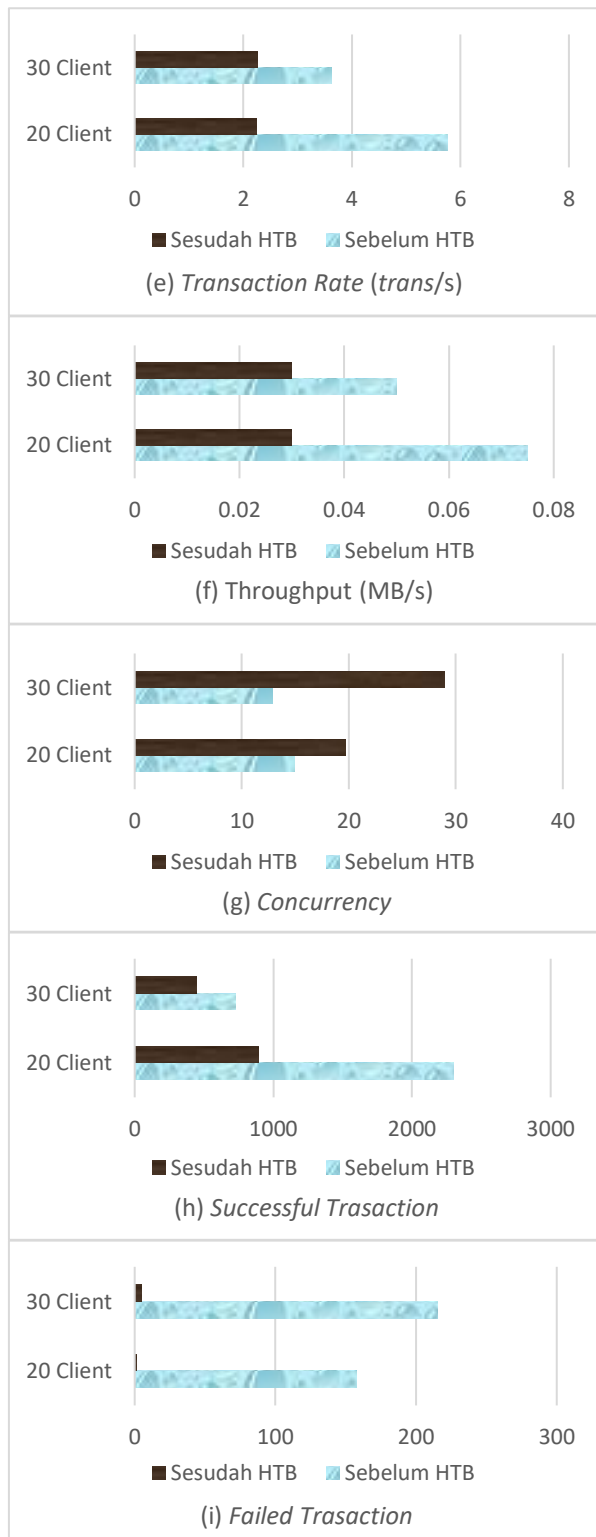 30 Client
20 Client
0 2 4 6 8
Sesudah HTB Sebelum HTB
(e) Transaction Rate (trans/s)
30 Client
20 Client
0 0.02 0.04 0.06 0.08
Sesudah HTB Sebelum HTB
(f) Throughput (MB/s)
30 Client
20 Client
0 10 20 30 40
Sesudah HTB Sebelum HTB
(g) Concurrency
30 Client
20 Client
0 1000 2000 3000
Sesudah HTB Sebelum HTB
(h) Successful Trasaction
30 Client
20 Client
0 100 200 300
Sesudah HTB Sebelum HTB
(i) Failed Trasaction